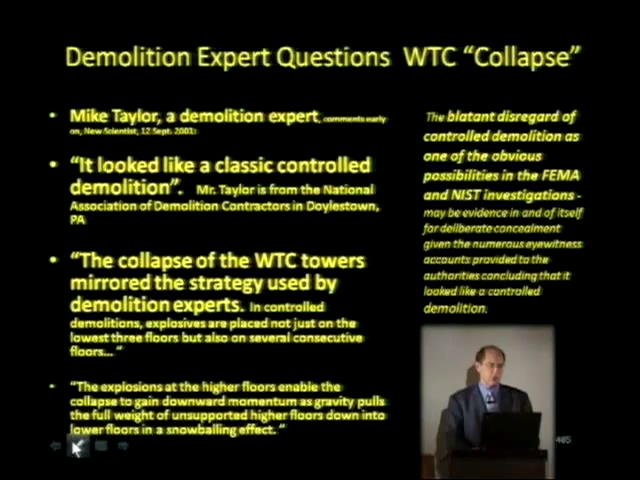 Demolition Expert Questions WTC “Collapse”
• Mike Taylor, a demolition expert, comments early
on, New Scientist, 12 Sept. 2001:
• “It looked like a classic controlled
demolition”. Mr. Taylor is from the National
Association of Demolition Contractors in Doylestown,
PA
• “The collapse of the WTC towers
mirrored the strategy used by
demolition experts. In controlled
demolitions, explosives are placed not just on the
lowest three floors but also on several consecutive
floors... “
• “The explosions at the higher floors enable the
collapse to gain downward momentum as gravity pulls
the full weight of unsupported higher floors down into
lower floors in a snowballing effect. “
The blatant disregard of
controlled demolition as
one of the obvious
possibilities in the FEMA
and NIST investigations -
may be evidence in and of itself
for deliberate concealment
given the numerous eyewitness
accounts provided to the
authorities concluding that it
looked like a controlled
demolition.
405